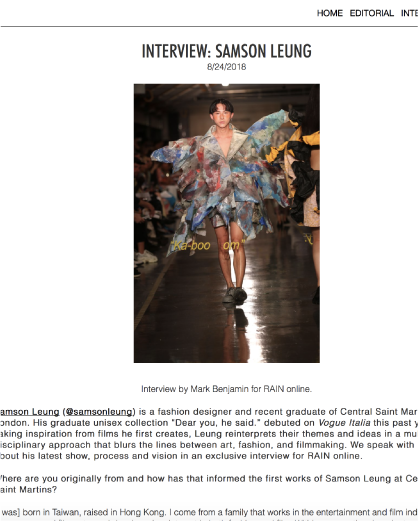 HOME EDITORIAL INTE
INTERVIEW: SAMSON LEUNG
8/24/2018
"Ka-boo om"
Interview by Mark Benjamin for RAIN online.
amson Leung (@samsonleung) is a fashion designer and recent graduate of Central Saint Mar
ondon. His graduate unisex collection "Dear you, he said." debuted on Vogue Italia this past y
aking inspiration from films he first creates, Leung reinterprets their themes and ideas in a mu
isciplinary approach that blurs the lines between art, fashion, and filmmaking. We speak with
bout his latest show, process and vision in an exclusive interview for RAIN online.
here are you originally from and how has that informed the first works of Samson Leung at Ce
aint Martins?
was] born in Taiwan, raised in Hong Kong. I come from a family that works in the entertainment and film ind